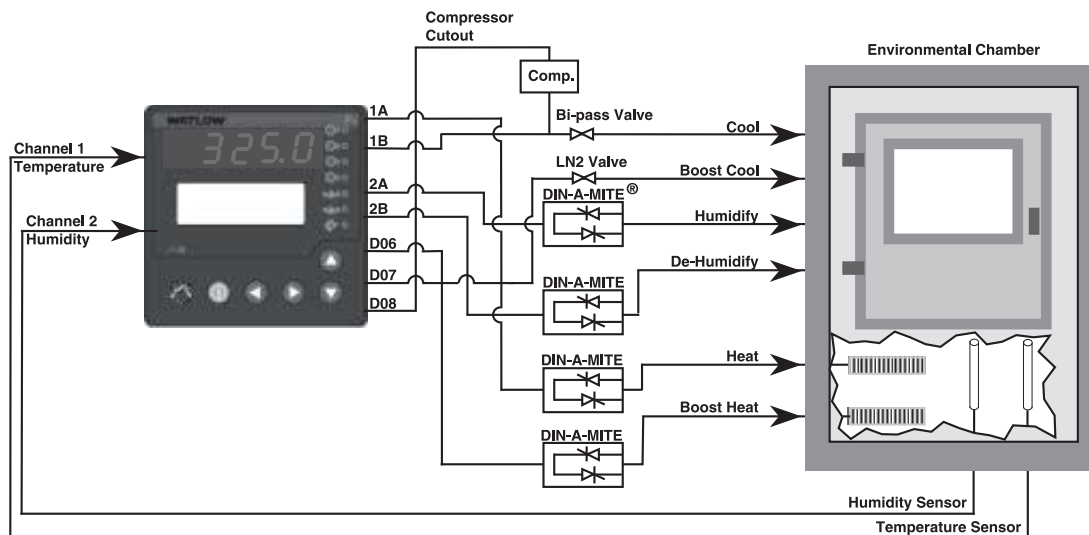 Compressor
Cutout
Environmental Chamber
Comp.
WATLOW
325.0
1A
1B
2A
2B
D06
D07
D08
Channel 1
Temperature
Channel 2
Humidity
Bi-pass Valve
Cool
LN2 Valve
Boost Cool
DIN-A-MITE®
Humidify
De-Humidify
DIN-A-MITE
DIN-A-MITE
Heat
Boost Heat
DIN-A-MITE
Humidity Sensor
Temperature Sensor